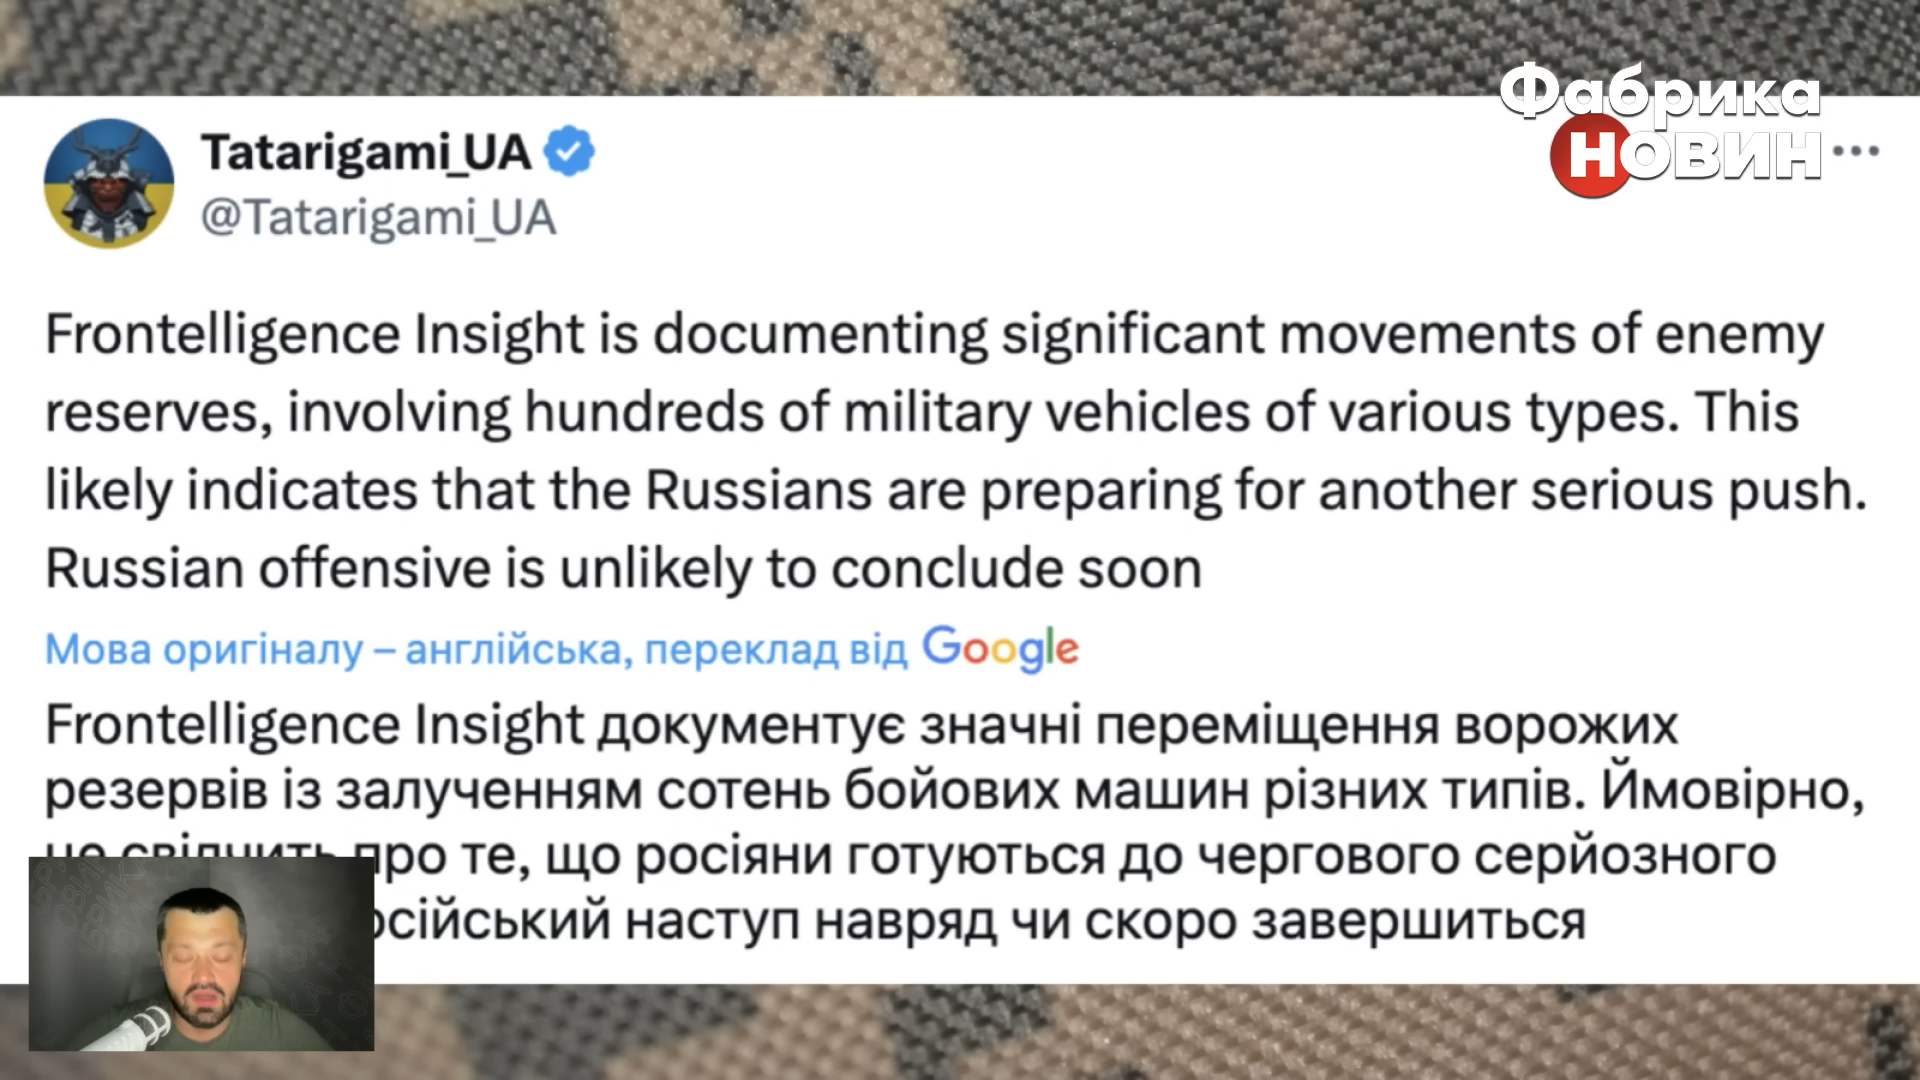 Фабрика
новин
Tatarigami_UA
@Tatarigami_UA
Frontelligence Insight is documenting significant movements of enemy
reserves, involving hundreds of military vehicles of various types. This
likely indicates that the Russians are preparing for another serious push.
Russian offensive is unlikely to conclude soon
Мова оригіналу – англійська, переклад від Google
Frontelligence Insight документує значні переміщення ворожих
резервів із залученням сотень бойових машин різних типів. Ймовірно,
це свідчить про те, що росіяни готуються до чергового серйозного
осійський наступ навряд чи скоро завершиться